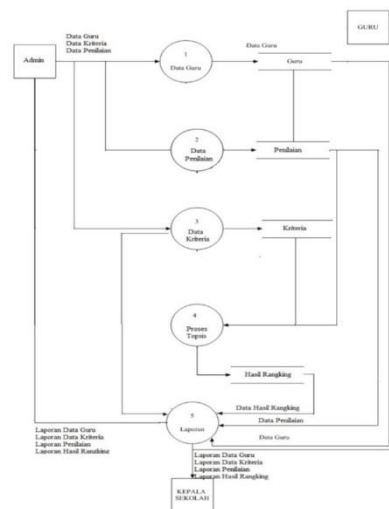 GURU
Data Guru
Data Kriteria
Data Penilaian
Admin
1
Data Guru
Data Guru
Guru
2
Data
Penilaian
Penilaian
3
Data
Kriteria
Kriteria
4
Proses
Topsis
Hasil Rangking
Data Hasil Rangking
5
Laporan
Data Penilaian
Data Guru
Laporan Data Guru
Laporan Data Kriteria
Laporan Penilaian
Laporan Hasil Rangking
Laporan Data Guru
Laporan Data Kriteria
Laporan Penilaian
Laporan Hasil Rangking
KEPALA
SEKOLAH